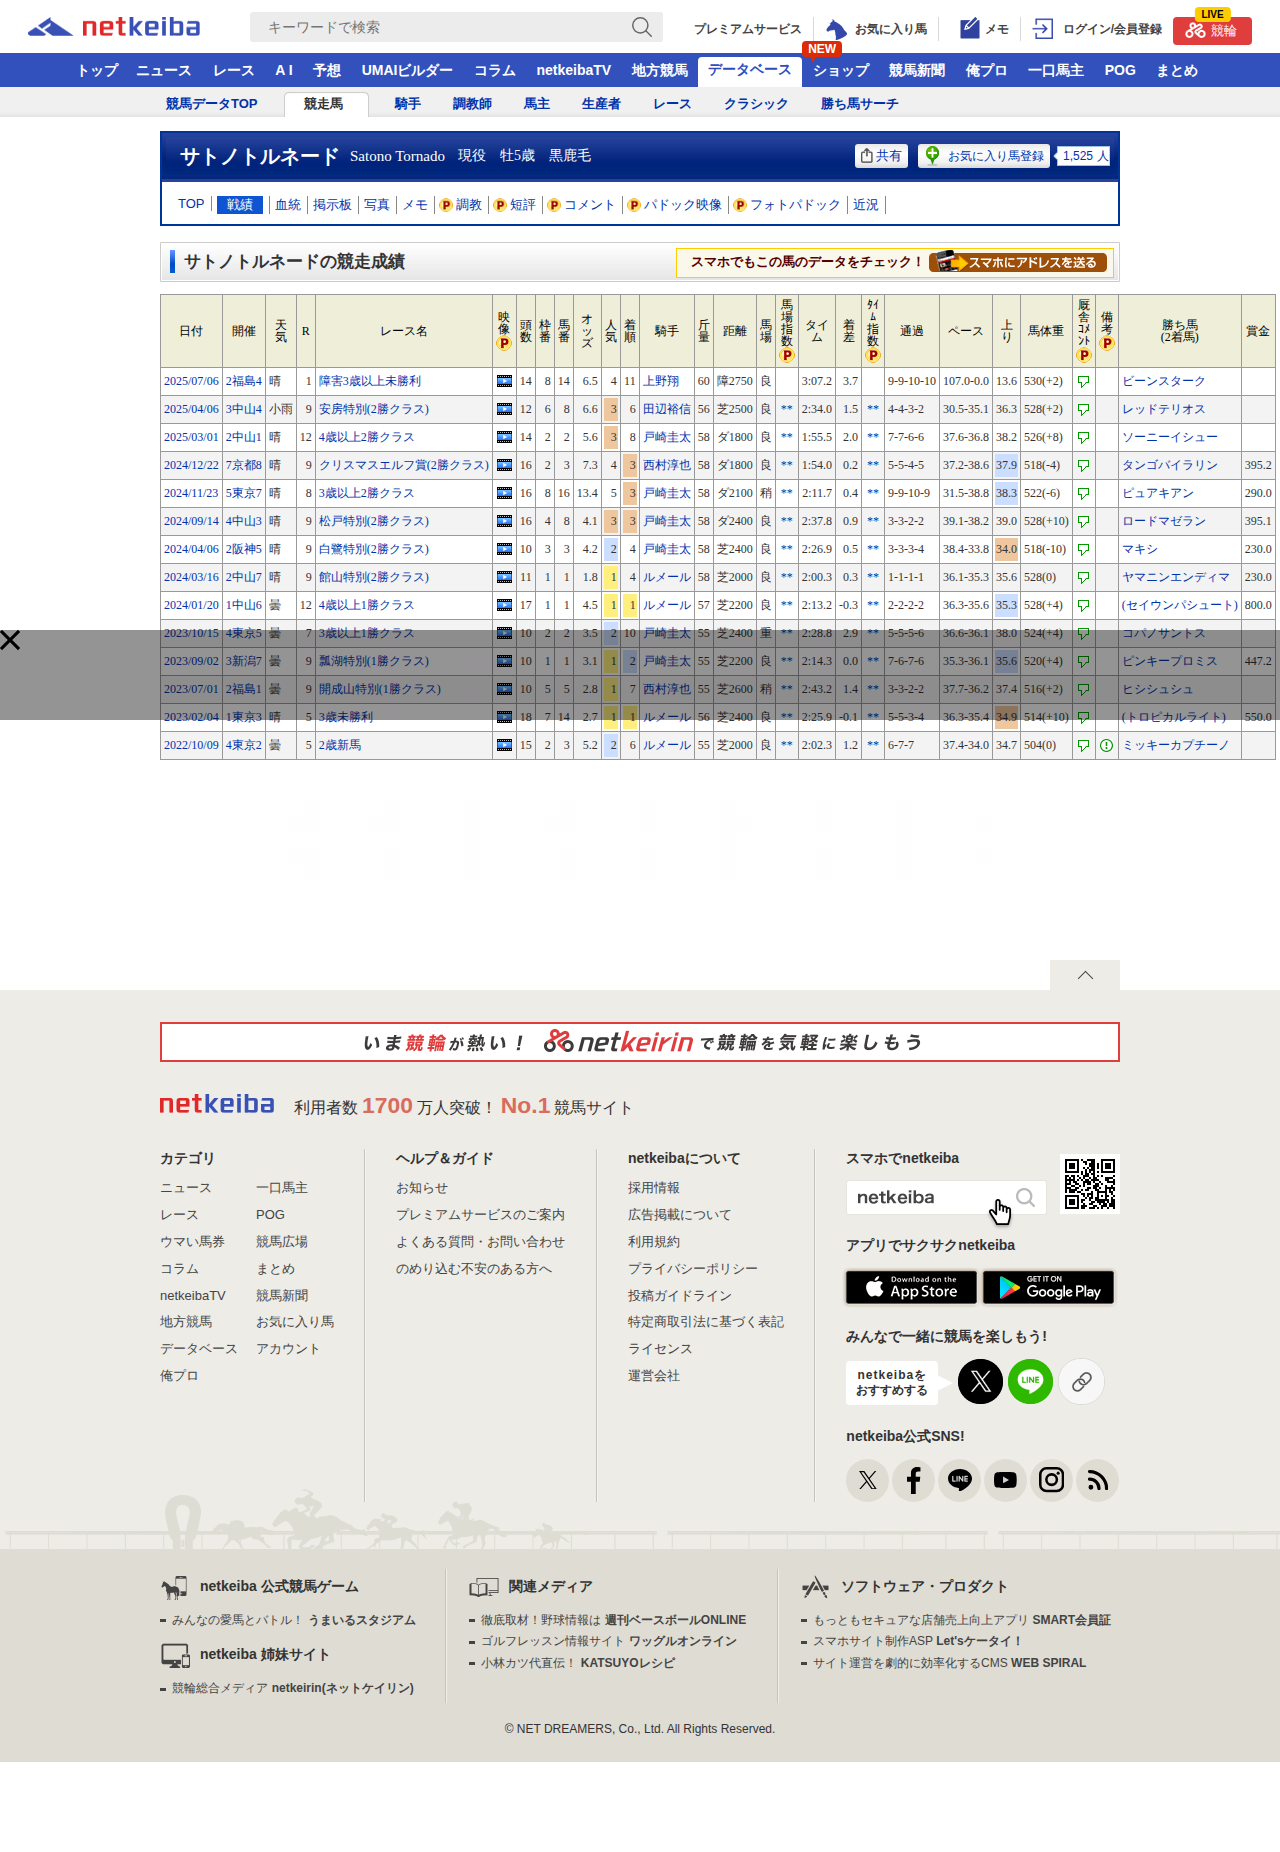 netkeiba
キーワードで検索
プレミアムサービス お気に入り馬 メモ ログイン/会員登録 LIVE 競輪
NEW
トップ ニュース レース A I 予想 UMAIビルダー コラム netkeibaTV 地方競馬 データベース ショップ 競馬新聞 俺プロ 一口馬主 POG まとめ
競馬データTOP 競走馬 騎手 調教師 馬主 生産者 レース クラシック 勝ち馬サーチ
サトノトルネード Satono Tornado 現役 牡5歳 黒鹿毛 共有 お気に入り馬登録 1,525 人
TOP 戦績 血統 掲示板 写真 メモ P 調教 P 短評 P コメント P パドック映像 P フォトパドック 近況
サトノトルネードの競走成績 スマホでもこの馬のデータをチェック！ スマホにアドレスを送る
日付 開催 天気 R レース名 映像 P 頭数 枠番 馬番 オッズ 人気 着順 騎手 斤量 距離 馬場 馬場指数 P タイム 着差 ﾀｲﾑ指数 P 通過 ペース 上り 馬体重 厩舎ｺﾒﾝﾄ P 備考 P 勝ち馬(2着馬) 賞金
2025/07/06 2福島4 晴 1 障害3歳以上未勝利 14 8 14 6.5 4 11 上野翔 60 障2750 良 3:07.2 3.7 9-9-10-10 107.0-0.0 13.6 530(+2) ビーンスターク
2025/04/06 3中山4 小雨 9 安房特別(2勝クラス) 12 6 8 6.6 3 6 田辺裕信 56 芝2500 良 ** 2:34.0 1.5 ** 4-4-3-2 30.5-35.1 36.3 528(+2) レッドテリオス
2025/03/01 2中山1 晴 12 4歳以上2勝クラス 14 2 2 5.6 3 8 戸崎圭太 58 ダ1800 良 ** 1:55.5 2.0 ** 7-7-6-6 37.6-36.8 38.2 526(+8) ソーニーイシュー
2024/12/22 7京都8 晴 9 クリスマスエルフ賞(2勝クラス) 16 2 3 7.3 4 3 西村淳也 58 ダ1800 良 ** 1:54.0 0.2 ** 5-5-4-5 37.2-38.6 37.9 518(-4) タンゴバイラリン 395.2
2024/11/23 5東京7 晴 8 3歳以上2勝クラス 16 8 16 13.4 5 3 戸崎圭太 58 ダ2100 稍 ** 2:11.7 0.4 ** 9-9-10-9 31.5-38.8 38.3 522(-6) ピュアキアン 290.0
2024/09/14 4中山3 晴 9 松戸特別(2勝クラス) 16 4 8 4.1 3 3 戸崎圭太 58 ダ2400 良 ** 2:37.8 0.9 ** 3-3-2-2 39.1-38.2 39.0 528(+10) ロードマゼラン 395.1
2024/04/06 2阪神5 晴 9 白鷺特別(2勝クラス) 10 3 3 4.2 2 4 戸崎圭太 58 芝2400 良 ** 2:26.9 0.5 ** 3-3-3-4 38.4-33.8 34.0 518(-10) マキシ 230.0
2024/03/16 2中山7 晴 9 館山特別(2勝クラス) 11 1 1 1.8 1 4 ルメール 58 芝2000 良 ** 2:00.3 0.3 ** 1-1-1-1 36.1-35.3 35.6 528(0) ヤマニンエンディマ 230.0
2024/01/20 1中山6 曇 12 4歳以上1勝クラス 17 1 1 4.5 1 1 ルメール 57 芝2200 良 ** 2:13.2 -0.3 ** 2-2-2-2 36.3-35.6 35.3 528(+4) (セイウンパシュート) 800.0
2023/10/15 4東京5 曇 7 3歳以上1勝クラス 10 2 2 3.5 2 10 戸崎圭太 55 芝2400 重 ** 2:28.8 2.9 ** 5-5-5-6 36.6-36.1 38.0 524(+4) コパノサントス
2023/09/02 3新潟7 曇 9 瓢湖特別(1勝クラス) 10 1 1 3.1 1 2 戸崎圭太 55 芝2200 良 ** 2:14.3 0.0 ** 7-6-7-6 35.3-36.1 35.6 520(+4) ピンキープロミス 447.2
2023/07/01 2福島1 曇 9 開成山特別(1勝クラス) 10 5 5 2.8 1 7 西村淳也 55 芝2600 稍 ** 2:43.2 1.4 ** 3-3-2-2 37.7-36.2 37.4 516(+2) ヒシシュシュ
2023/02/04 1東京3 晴 5 3歳未勝利 18 7 14 2.7 1 1 ルメール 56 芝2400 良 ** 2:25.9 -0.1 ** 5-5-3-4 36.3-35.4 34.9 514(+10) (トロピカルライト) 550.0
2022/10/09 4東京2 曇 5 2歳新馬 15 2 3 5.2 2 6 ルメール 55 芝2000 良 ** 2:02.3 1.2 ** 6-7-7 37.4-34.0 34.7 504(0) ミッキーカプチーノ
いま競輪が熱い！ netkeirinで競輪を気軽に楽しもう
netkeiba 利用者数 1700 万人突破！ No.1 競馬サイト
カテゴリ
ニュース 一口馬主
レース POG
ウマい馬券 競馬広場
コラム まとめ
netkeibaTV 競馬新聞
地方競馬 お気に入り馬
データベース アカウント
俺プロ
ヘルプ＆ガイド
お知らせ
プレミアムサービスのご案内
よくある質問・お問い合わせ
のめり込む不安のある方へ
netkeibaについて
採用情報
広告掲載について
利用規約
プライバシーポリシー
投稿ガイドライン
特定商取引法に基づく表記
ライセンス
運営会社
スマホでnetkeiba
netkeiba
アプリでサクサクnetkeiba
Download on the App Store GET IT ON Google Play
みんなで一緒に競馬を楽しもう!
netkeibaを
おすすめする
LINE
netkeiba公式SNS!
LINE
netkeiba 公式競馬ゲーム
みんなの愛馬とバトル！ うまいるスタジアム
netkeiba 姉妹サイト
競輪総合メディア netkeirin(ネットケイリン)
関連メディア
徹底取材！野球情報は 週刊ベースボールONLINE
ゴルフレッスン情報サイト ワッグルオンライン
小林カツ代直伝！ KATSUYOレシピ
ソフトウェア・プロダクト
もっともセキュアな店舗売上向上アプリ SMART会員証
スマホサイト制作ASP Let'sケータイ！
サイト運営を劇的に効率化するCMS WEB SPIRAL
© NET DREAMERS, Co., Ltd. All Rights Reserved.